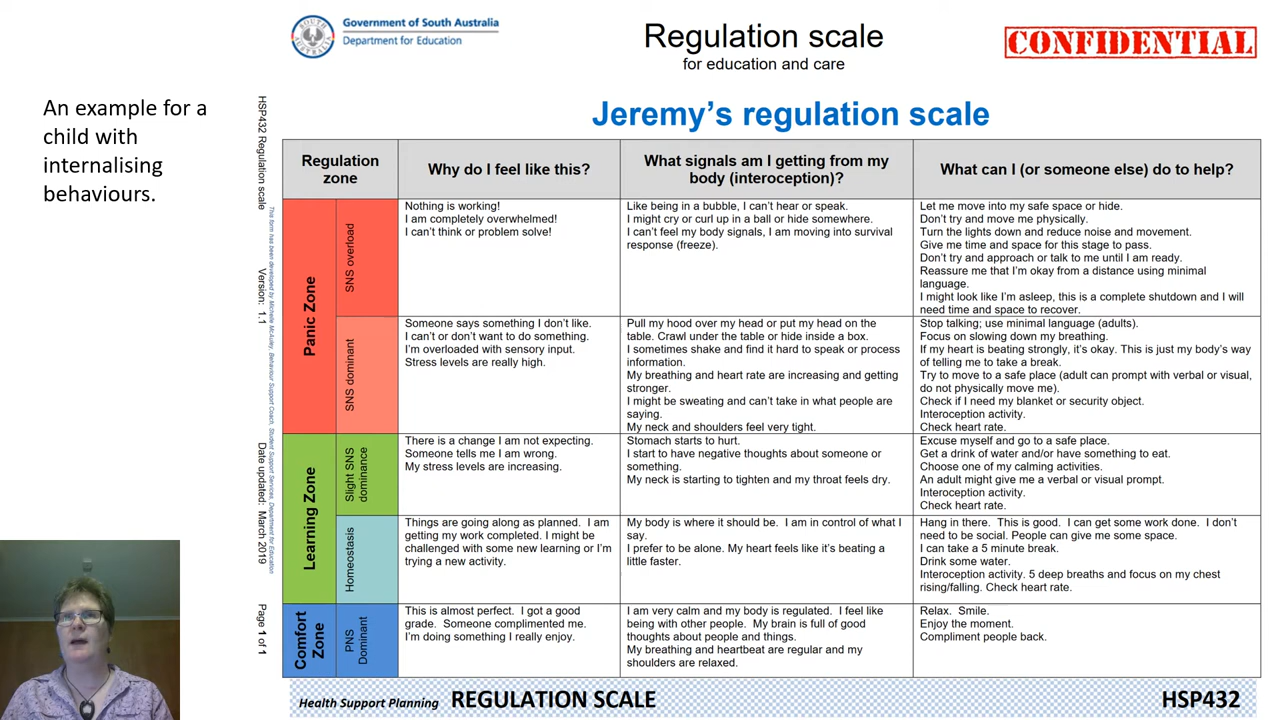 Government of South Australia
Department for Education
SOUTH
AUSTRALIA
Regulation scale
for education and care
CONFIDENTIAL
An example for a
child with
internalising
behaviours.
HSP432 Regulation scale
Version: 1.1
Date updated: March 2019
Page 1 of 1
This form has been developed by Michelle McAuley, Behaviour Support Coach, Student Support Services, Department for Education
Jeremy's regulation scale
Regulation
zone
Why do I feel like this?
What signals am I getting from my
body (interoception)?
What can I (or someone else) do to help?
Panic Zone
SNS overload
Nothing is working!
I am completely overwhelmed!
I can't think or problem solve!
Like being in a bubble, I can't hear or speak.
I might cry or curl up in a ball or hide somewhere.
I can't feel my body signals, I am moving into survival
response (freeze).
Let me move into my safe space or hide.
Don't try and move me physically.
Turn the lights down and reduce noise and movement.
Give me time and space for this stage to pass.
Don't try and approach or talk to me until I am ready.
Reassure me that I'm okay from a distance using minimal
language.
I might look like I'm asleep, this is a complete shutdown and I will
need time and space to recover.
SNS dominant
Someone says something I don't like.
I can't or don't want to do something.
I'm overloaded with sensory input.
Stress levels are really high.
Pull my hood over my head or put my head on the
table. Crawl under the table or hide inside a box.
I sometimes shake and find it hard to speak or process
information.
My breathing and heart rate are increasing and getting
stronger.
I might be sweating and can't take in what people are
saying.
My neck and shoulders feel very tight.
Stop talking; use minimal language (adults).
Focus on slowing down my breathing.
If my heart is beating strongly, it's okay. This is just my body's way
of telling me to take a break.
Try to move to a safe place (adult can prompt with verbal or visual,
do not physically move me).
Check if I need my blanket or security object.
Interoception activity.
Check heart rate.
Learning Zone
Slight SNS
dominance
There is a change I am not expecting.
Someone tells me I am wrong.
My stress levels are increasing.
Stomach starts to hurt.
I start to have negative thoughts about someone or
something.
My neck is starting to tighten and my throat feels dry.
Excuse myself and go to a safe place.
Get a drink of water and/or have something to eat.
Choose one of my calming activities.
An adult might give me a verbal or visual prompt.
Interoception activity.
Check heart rate.
Homeostasis
Things are going along as planned. I am
getting my work completed. I might be
challenged with some new learning or I'm
trying a new activity.
My body is where it should be. I am in control of what I
say.
I prefer to be alone. My heart feels like it's beating a
little faster.
Hang in there. This is good. I can get some work done. I don't
need to be social. People can give me some space.
I can take a 5 minute break.
Drink some water.
Interoception activity. 5 deep breaths and focus on my chest
rising/falling. Check heart rate.
Comfort
Zone
PNS
Dominant
This is almost perfect. I got a good
grade. Someone complimented me.
I'm doing something I really enjoy.
I am very calm and my body is regulated. I feel like
being with other people. My brain is full of good
thoughts about people and things.
My breathing and heartbeat are regular and my
shoulders are relaxed.
Relax. Smile.
Enjoy the moment.
Compliment people back.
Health Support Planning REGULATION SCALE
HSP432